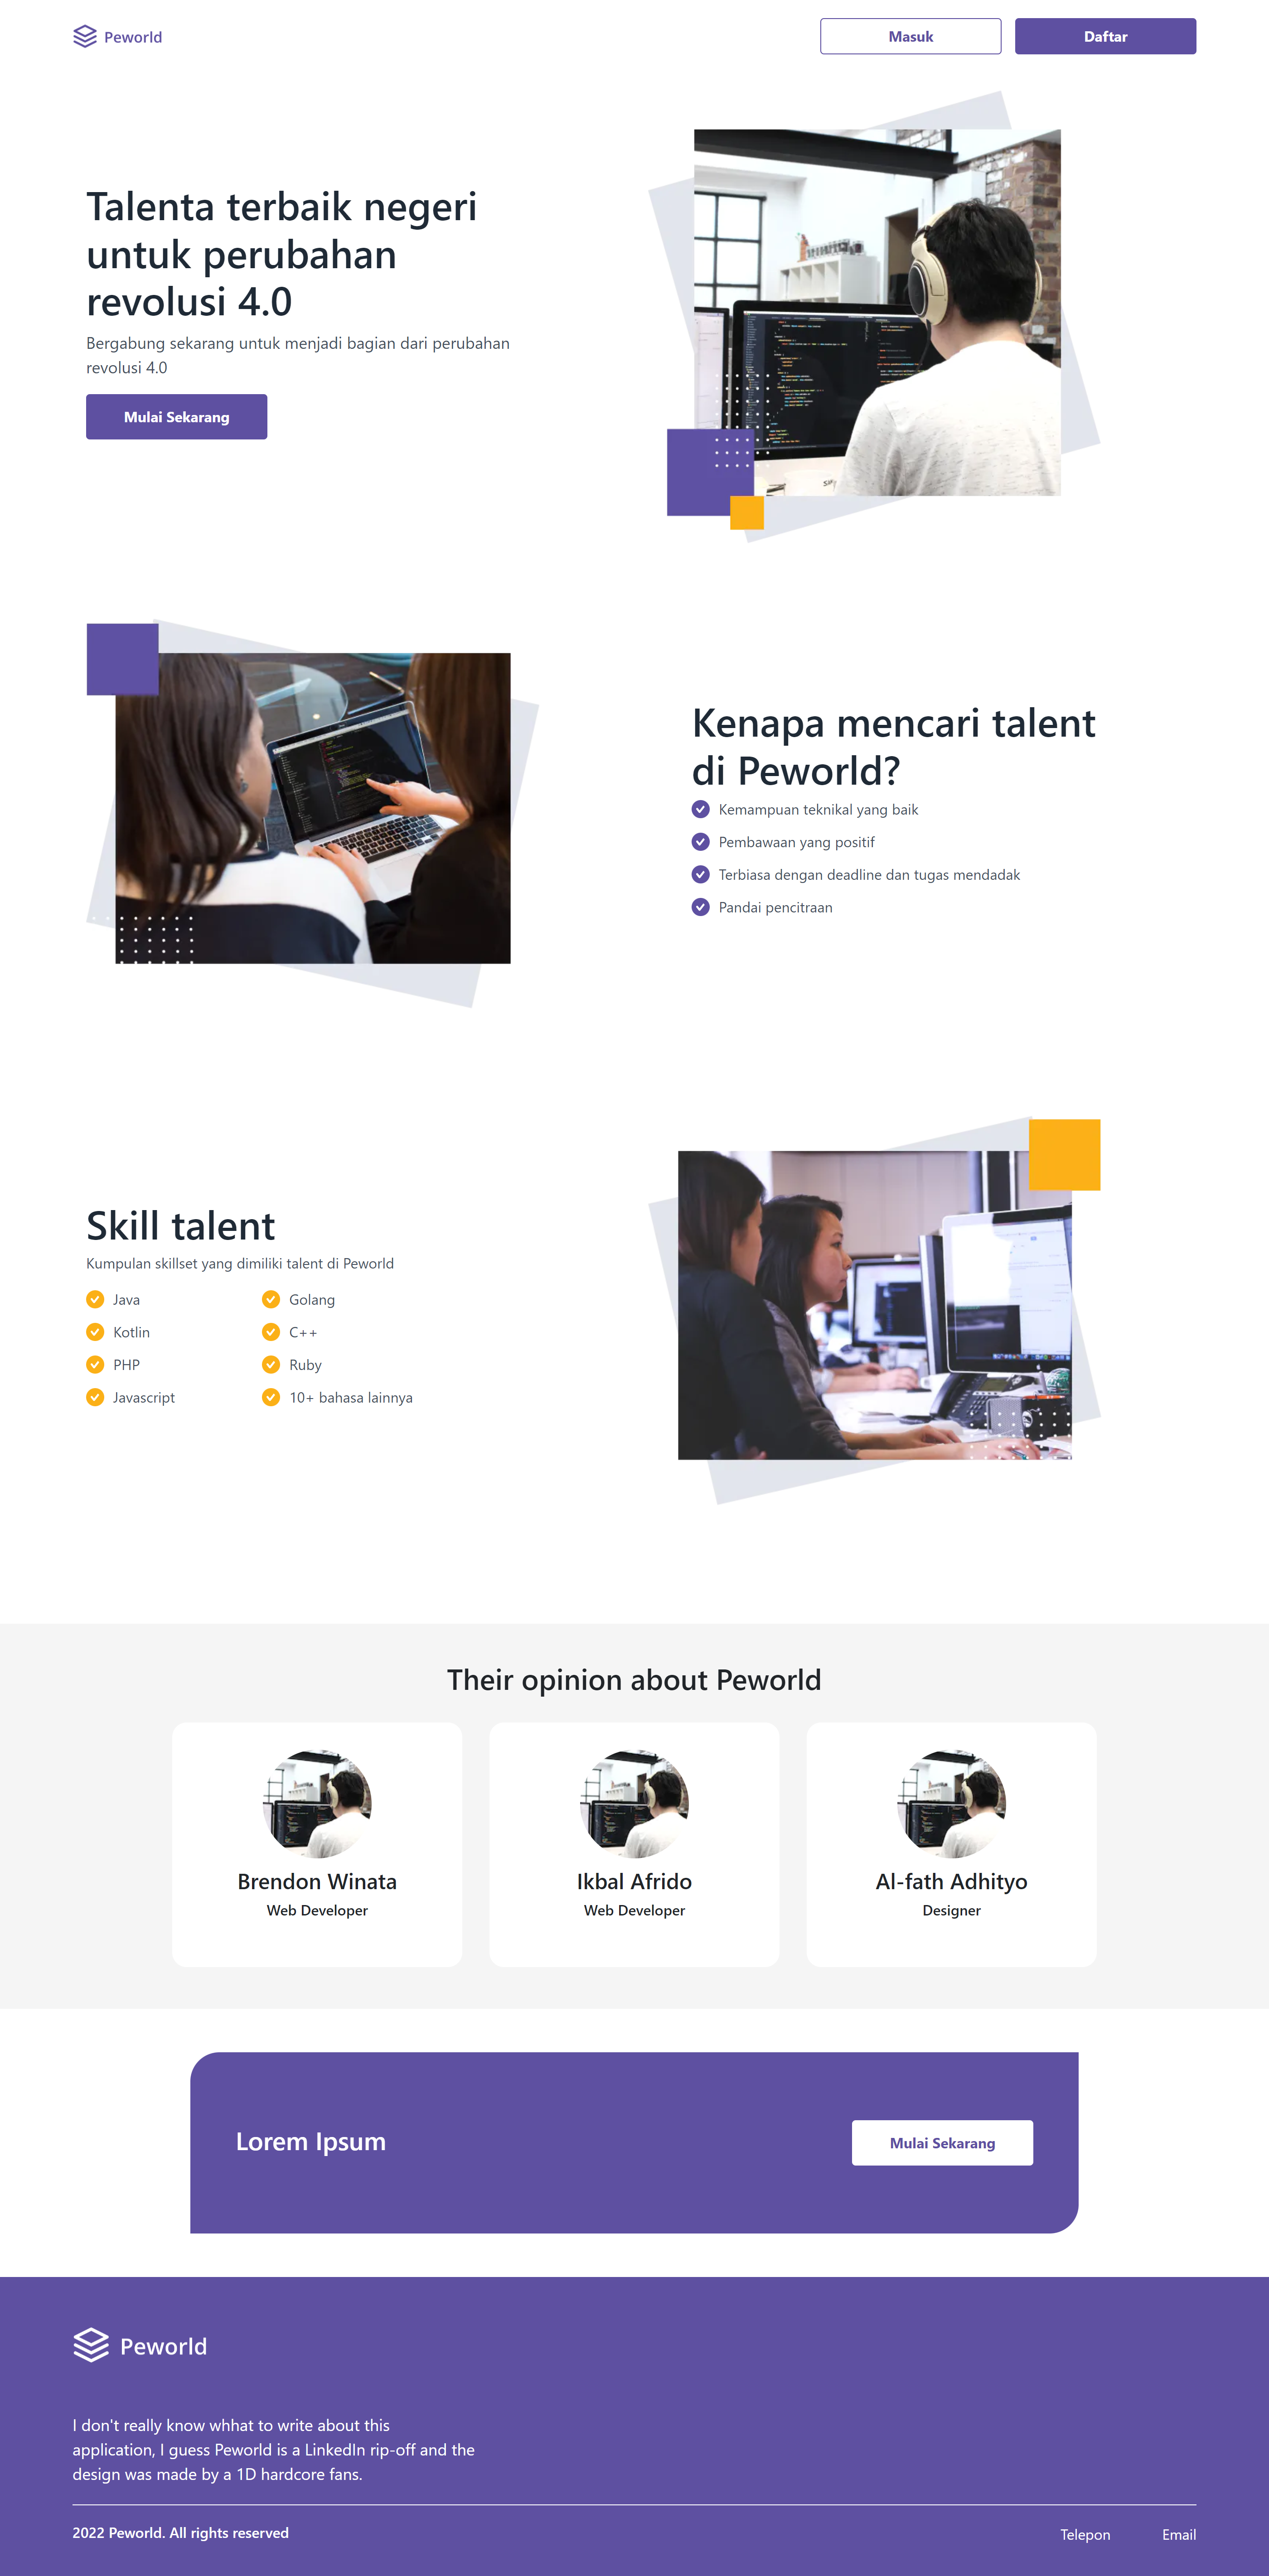 Peworld
Masuk
Daftar
Talenta terbaik negeri
untuk perubahan
revolusi 4.0
Bergabung sekarang untuk menjadi bagian dari perubahan
revolusi 4.0
Mulai Sekarang
Kenapa mencari talent
di Peworld?
Kemampuan teknikal yang baik
Pembawaan yang positif
Terbiasa dengan deadline dan tugas mendadak
Pandai pencitraan
Skill talent
Kumpulan skillset yang dimiliki talent di Peworld
Java
Golang
Kotlin
C++
PHP
Ruby
Javascript
10+ bahasa lainnya
Their opinion about Peworld
Brendon Winata
Web Developer
Ikbal Afrido
Web Developer
Al-fath Adhityo
Designer
Lorem Ipsum
Mulai Sekarang
Peworld
I don't really know whhat to write about this
application, I guess Peworld is a LinkedIn rip-off and the
design was made by a 1D hardcore fans.
2022 Peworld. All rights reserved
Telepon
Email